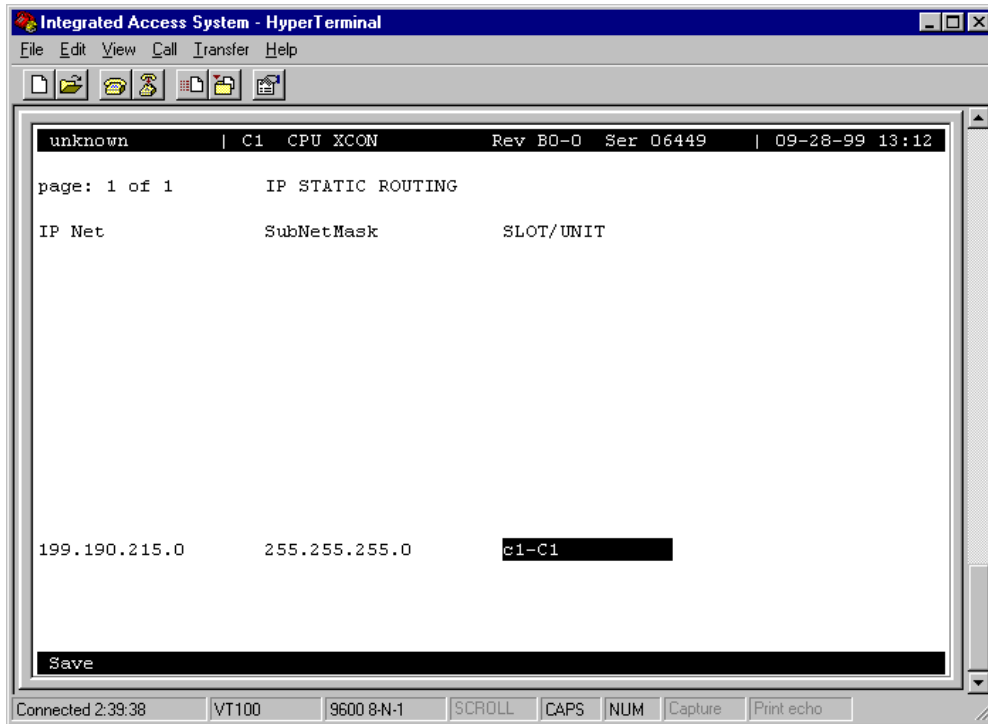 Integrated Access System - HyperTerminal
File Edit View Call Transfer Help
unknown | C1 CPU XCON Rev B0-0 Ser 06449 | 09-28-99 13:12
page: 1 of 1 IP STATIC ROUTING
IP Net SubNetMask SLOT/UNIT
199.190.215.0 255.255.255.0 c1-C1
Save
Connected 2:39:38 VT100 9600 8-N-1 SCROLL CAPS NUM Capture Print echo